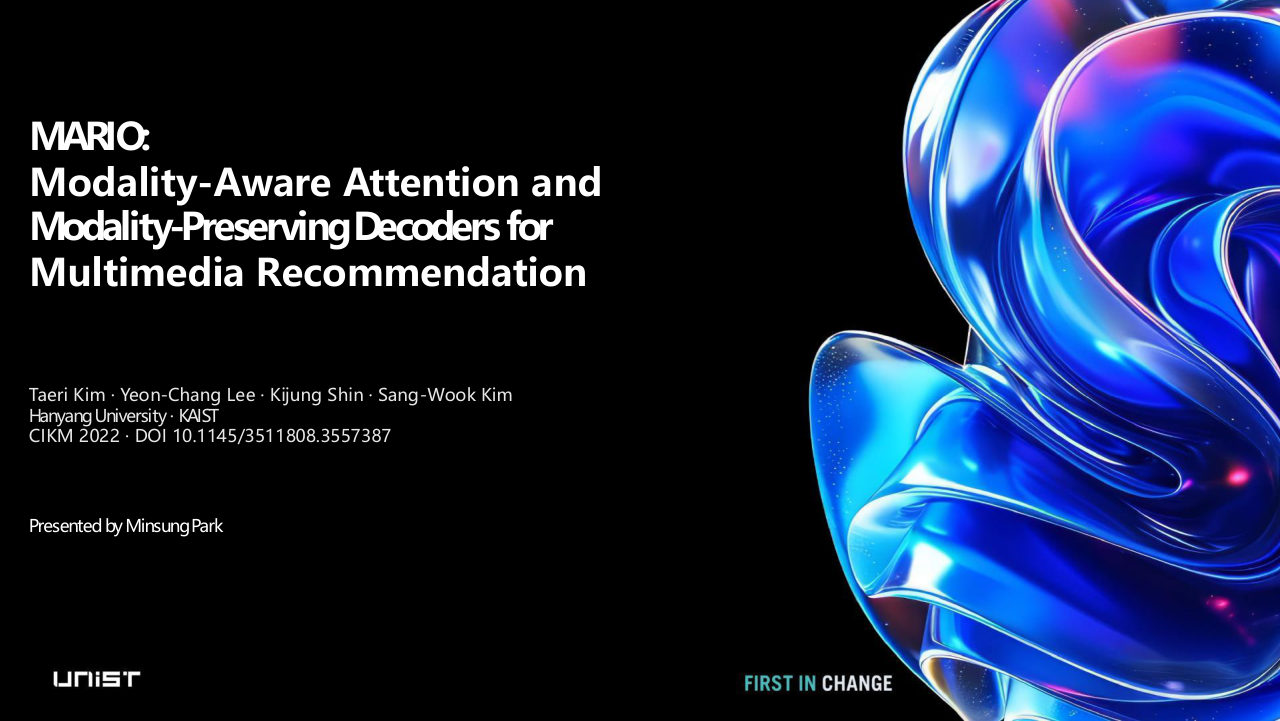 MARIO:
Modality-Aware Attention and
Modality-Preserving Decoders for
Multimedia Recommendation
Taeri Kim · Yeon-Chang Lee · Kijung Shin · Sang-Wook Kim
Hanyang University · KAIST
CIKM 2022 · DOI 10.1145/3511808.3557387
Presented by Minsung Park
UNIST
FIRST IN CHANGE